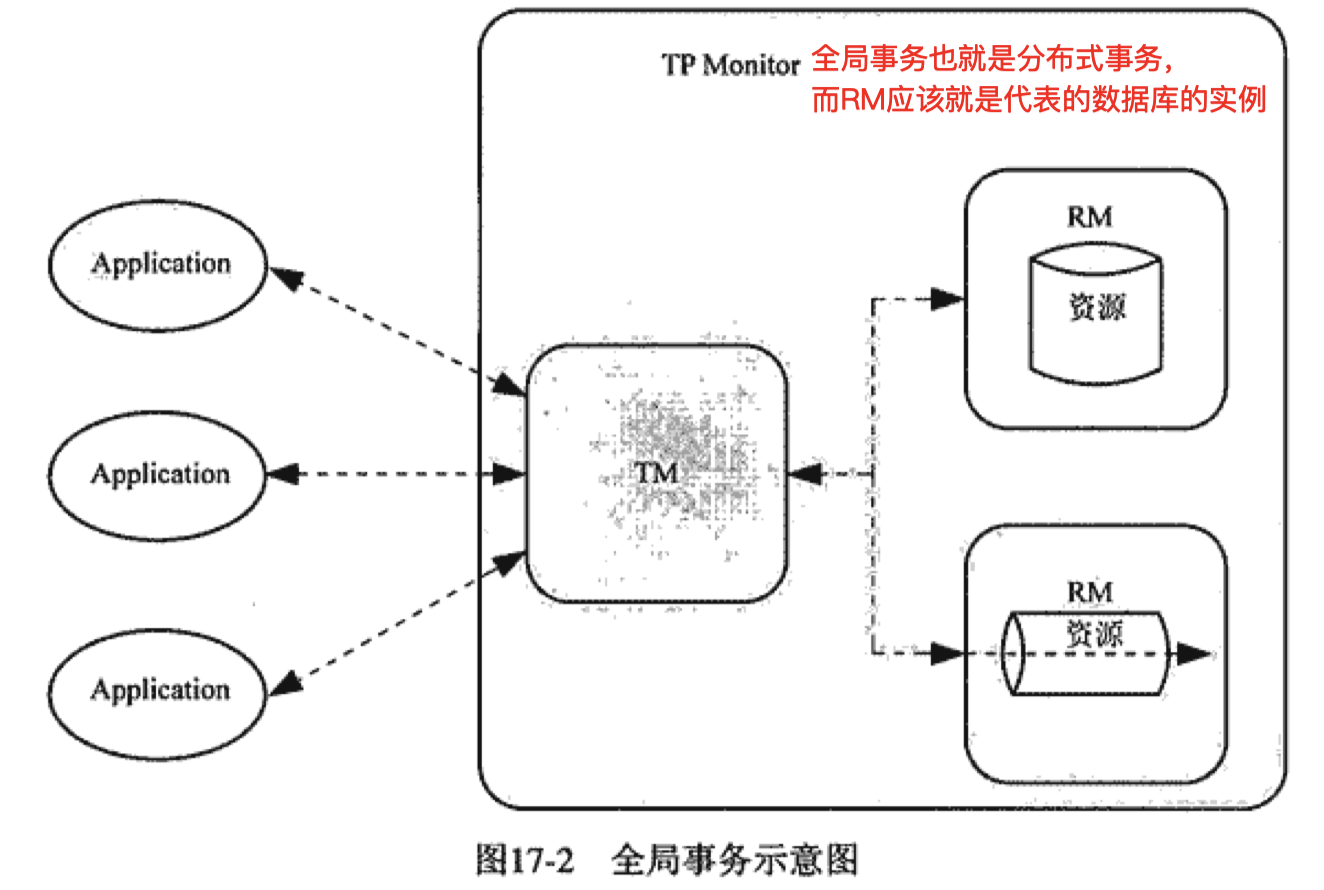 TP Monitor
全局事务也就是分布式事务,
而RM应该就是代表的数据库的实例
RM
资源
Application
Application
TM
RM
资源
Application
图17-2 全局事务示意图